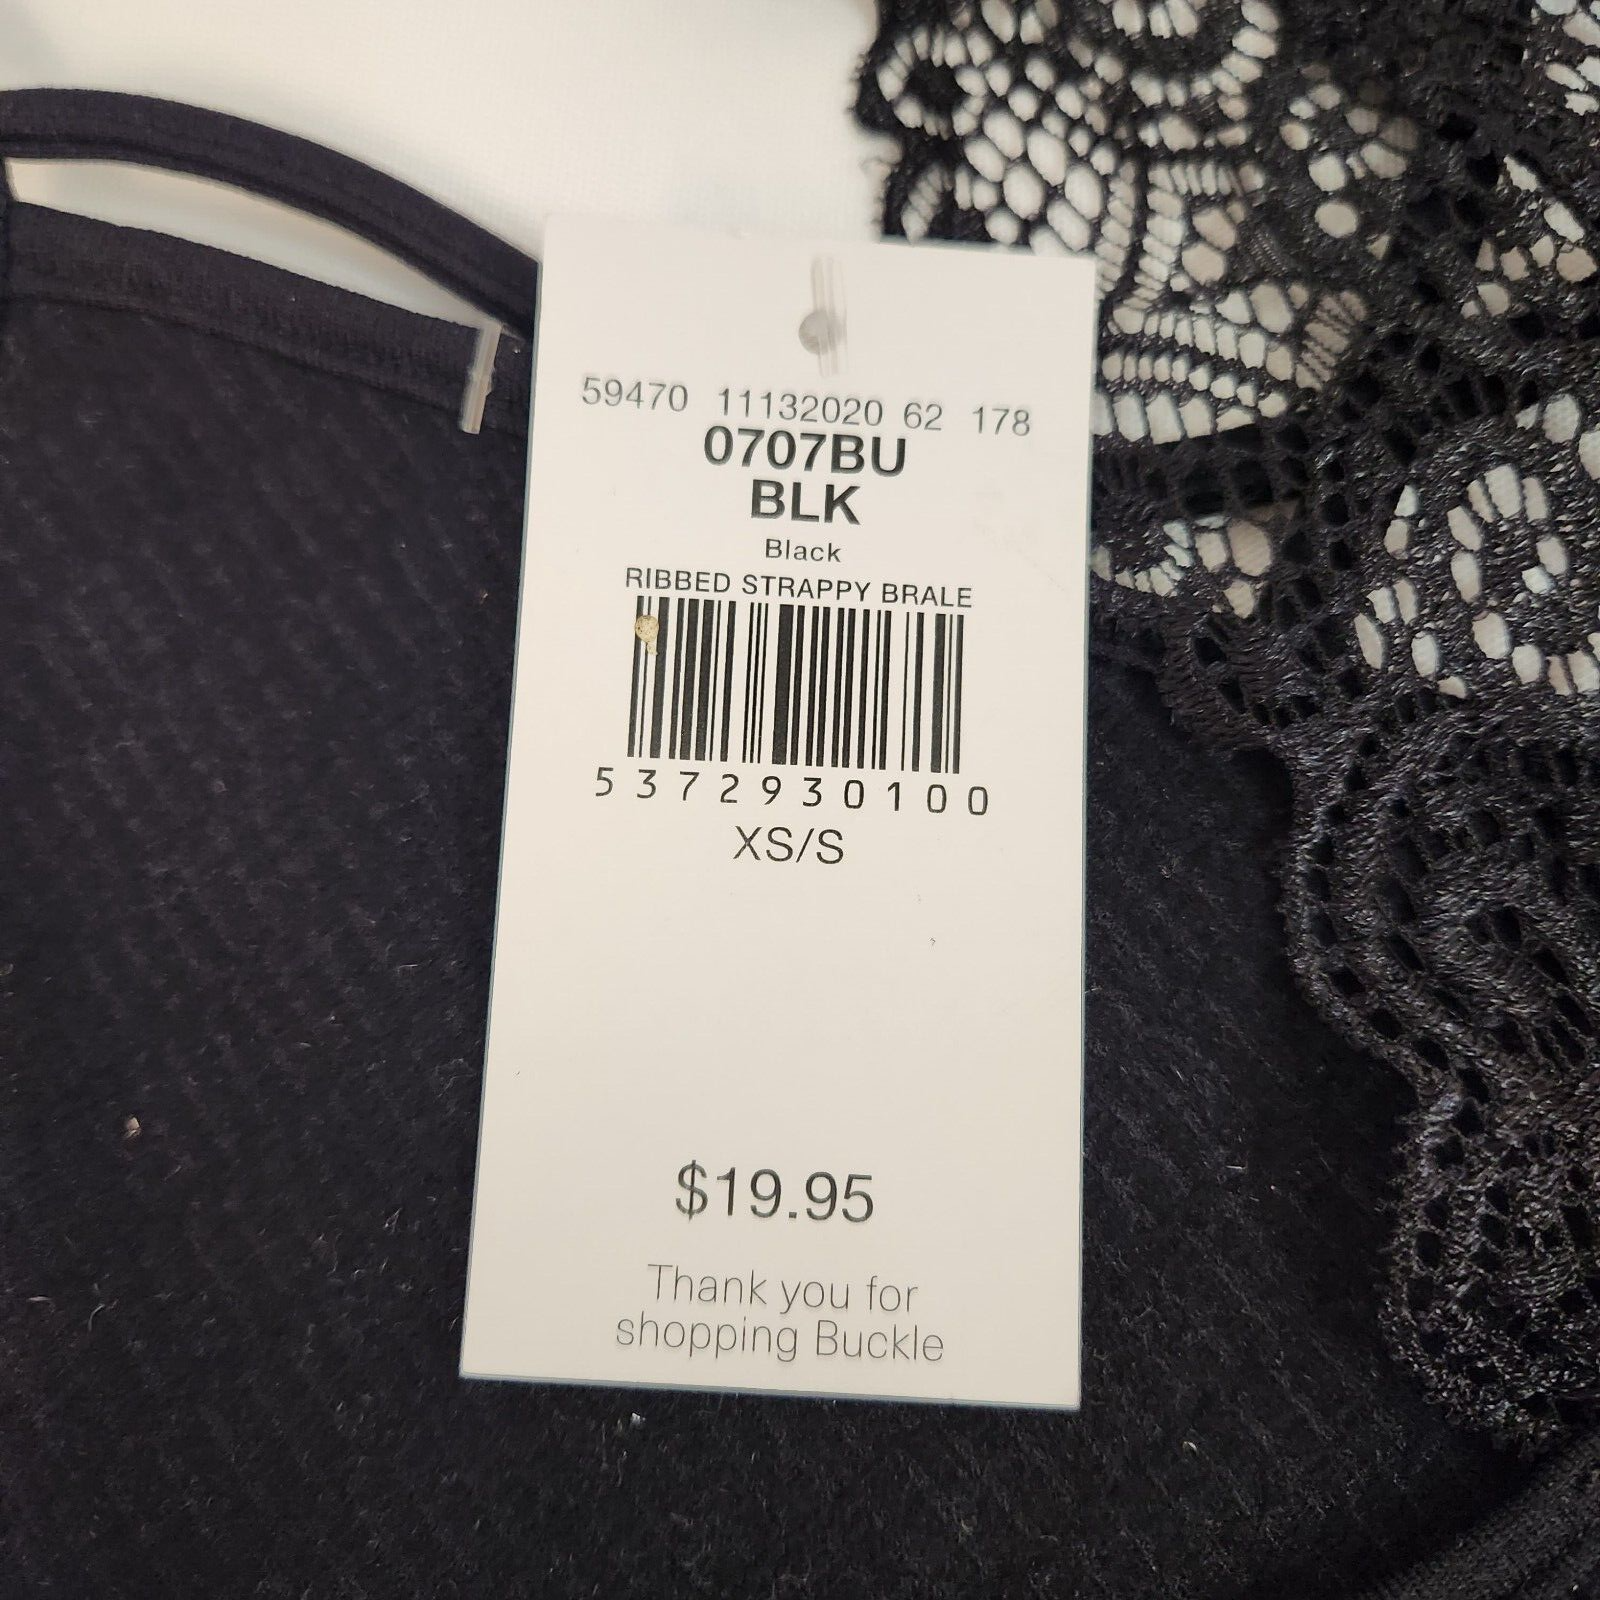 59470 11132020 62 178
0707BU
BLK
Black
RIBBED STRAPPY BRALE
5372930100
XS/S
$19.95
Thank you for
shopping Buckle